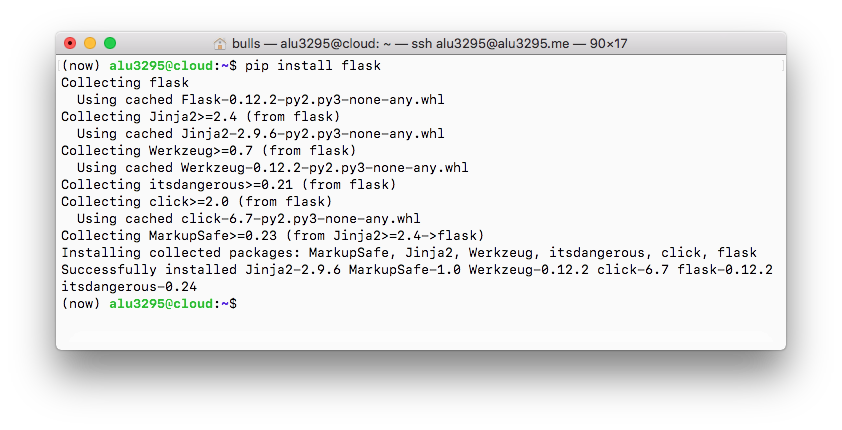 bulls — alu3295@cloud: ~ — ssh alu3295@alu3295.me — 90×17
(now) alu3295@cloud:~$ pip install flask
Collecting flask
  Using cached Flask-0.12.2-py2.py3-none-any.whl
Collecting Jinja2>=2.4 (from flask)
  Using cached Jinja2-2.9.6-py2.py3-none-any.whl
Collecting Werkzeug>=0.7 (from flask)
  Using cached Werkzeug-0.12.2-py2.py3-none-any.whl
Collecting itsdangerous>=0.21 (from flask)
Collecting click>=2.0 (from flask)
  Using cached click-6.7-py2.py3-none-any.whl
Collecting MarkupSafe>=0.23 (from Jinja2>=2.4->flask)
Installing collected packages: MarkupSafe, Jinja2, Werkzeug, itsdangerous, click, flask
Successfully installed Jinja2-2.9.6 MarkupSafe-1.0 Werkzeug-0.12.2 click-6.7 flask-0.12.2
itsdangerous-0.24
(now) alu3295@cloud:~$